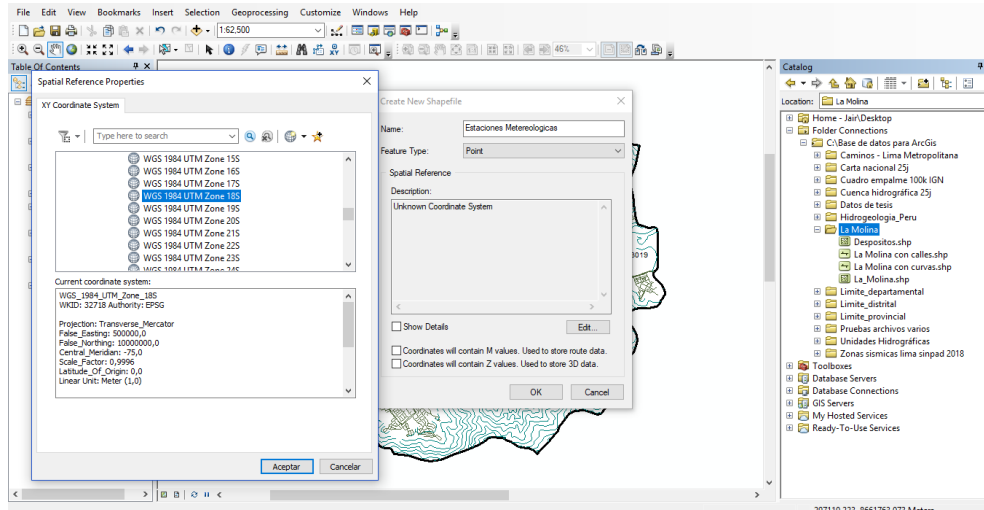 File Edit View Bookmarks Insert Selection Geoprocessing Customize Windows Help
1:62,500
46%
Table Of Contents
Spatial Reference Properties
XY Coordinate System
Type here to search
WGS 1984 UTM Zone 15S
WGS 1984 UTM Zone 16S
WGS 1984 UTM Zone 17S
WGS 1984 UTM Zone 18S
WGS 1984 UTM Zone 19S
WGS 1984 UTM Zone 20S
WGS 1984 UTM Zone 21S
WGS 1984 UTM Zone 22S
WGS 1984 UTM Zone 23S
WGS 1984 UTM Zone 24S
Current coordinate system:
WGS_1984_UTM_Zone_18S
WKID: 32718 Authority: EPSG
Projection: Transverse_Mercator
False_Easting: 500000,0
False_Northing: 10000000,0
Central_Meridian: -75,0
Scale_Factor: 0,9996
Latitude_Of_Origin: 0,0
Linear Unit: Meter (1,0)
Aceptar Cancelar
Create New Shapefile
Name: Estaciones Metereologicas
Feature Type: Point
Spatial Reference
Description:
Unknown Coordinate System
Show Details Edit...
Coordinates will contain M values. Used to store route data.
Coordinates will contain Z values. Used to store 3D data.
OK Cancel
3019
Catalog
Location: La Molina
Home - Jair\Desktop
Folder Connections
C:\Base de datos para ArcGis
Caminos - Lima Metropolitana
Carta nacional 25j
Cuadro empalme 100k IGN
Cuenca hidrográfica 25j
Datos de tesis
Hidrogeologia_Peru
La Molina
Despositos.shp
La Molina con calles.shp
La Molina con curvas.shp
La_Molina.shp
Limite_departamental
Limite_distrital
Limite_provincial
Pruebas archivos varios
Unidades Hidrográficas
Zonas sismicas lima sinpad 2018
Toolboxes
Database Servers
Database Connections
GIS Servers
My Hosted Services
Ready-To-Use Services